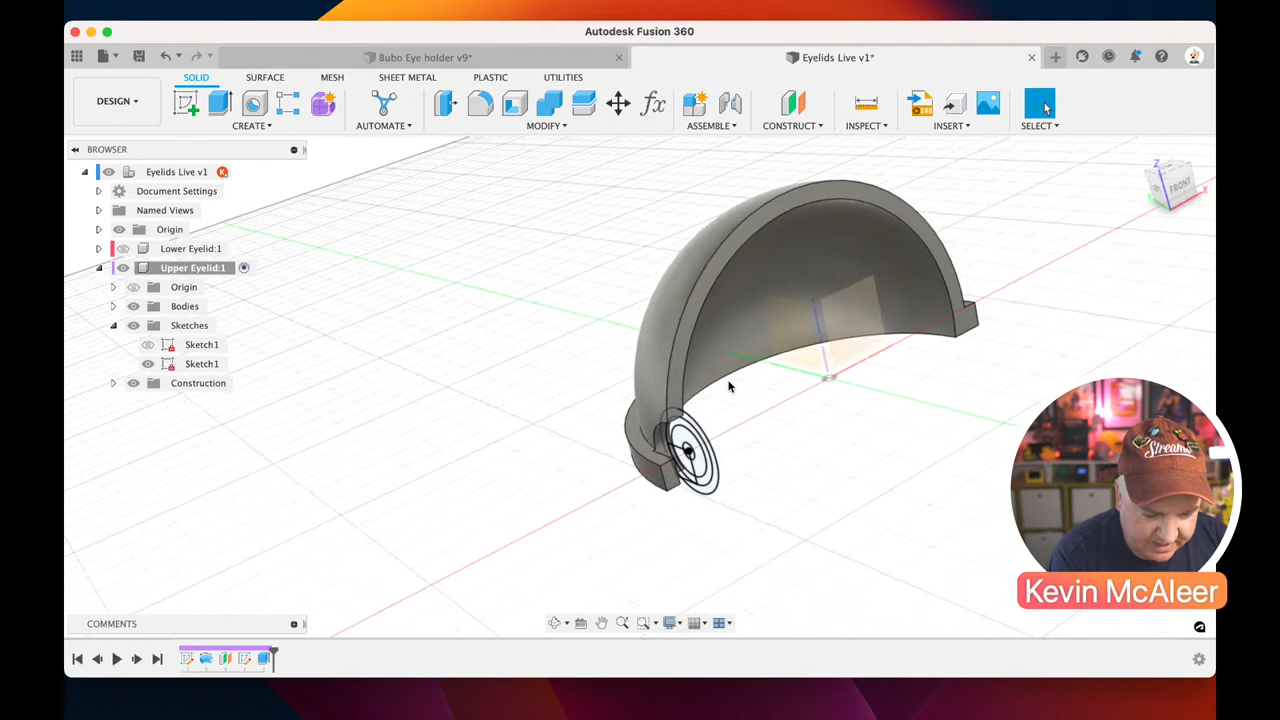 Autodesk Fusion 360
Bubo Eye holder v9*
Eyelids Live v1*
DESIGN
SOLID
SURFACE
MESH
SHEET METAL
PLASTIC
UTILITIES
CREATE
AUTOMATE
MODIFY
ASSEMBLE
CONSTRUCT
INSPECT
INSERT
SELECT
fx
BROWSER
Eyelids Live v1
K
Document Settings
Named Views
Origin
Lower Eyelid:1
Upper Eyelid:1
Origin
Bodies
Sketches
Sketch1
Sketch1
Construction
Z
FRONT
X
Streams
Kevin McAleer
COMMENTS